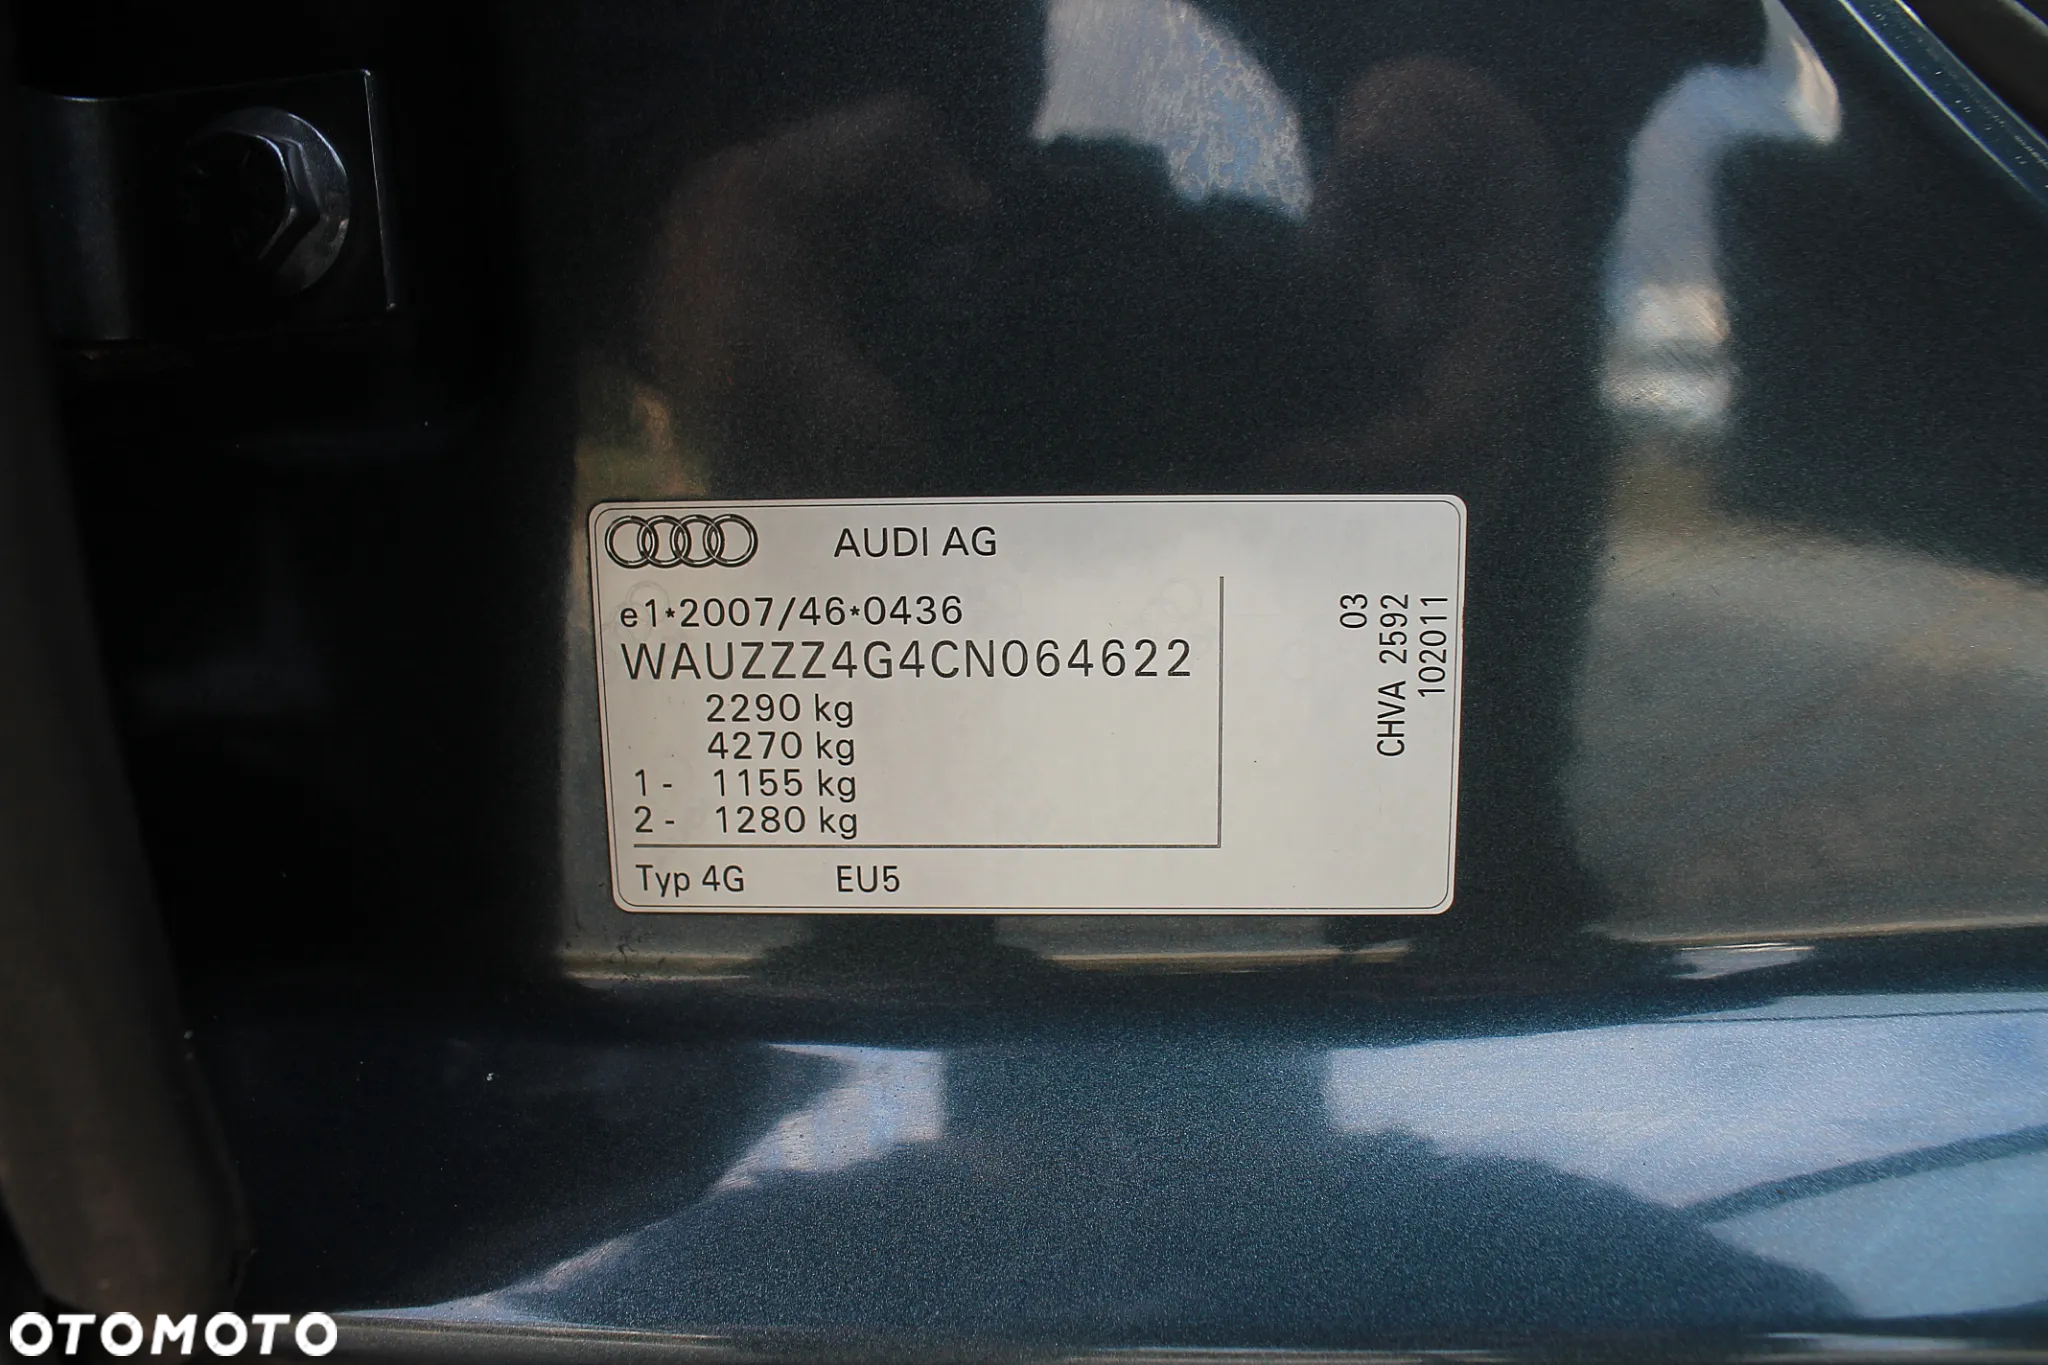 AUDI AG
e1*2007/46*0436
WAUZZZ4G4CN064622
2290 kg
4270 kg
1- 1155 kg
2- 1280 kg
Typ 4G EU5
03
CHVA 2592
102011
OTOMOTO